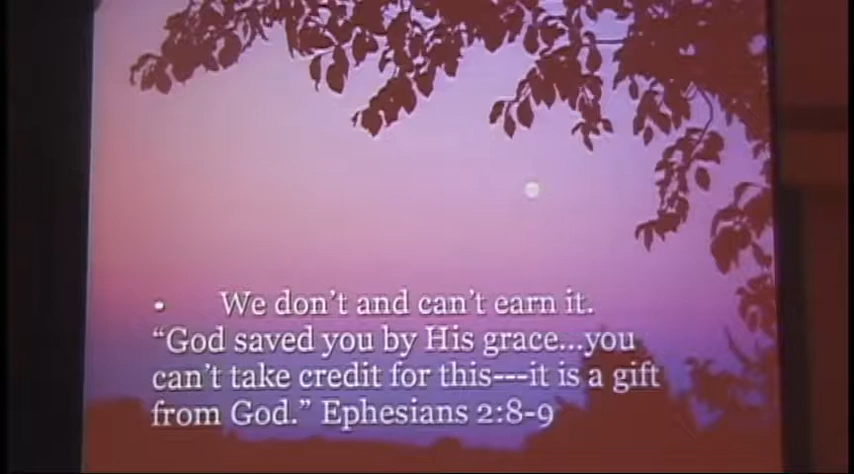 • We don't and can't earn it.
“God saved you by His grace...you
can't take credit for this---it is a gift
from God.” Ephesians 2:8-9